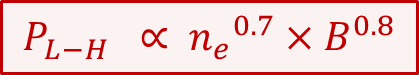 P_{L−H} ∝ n_e^{0.7} × B^{0.8}